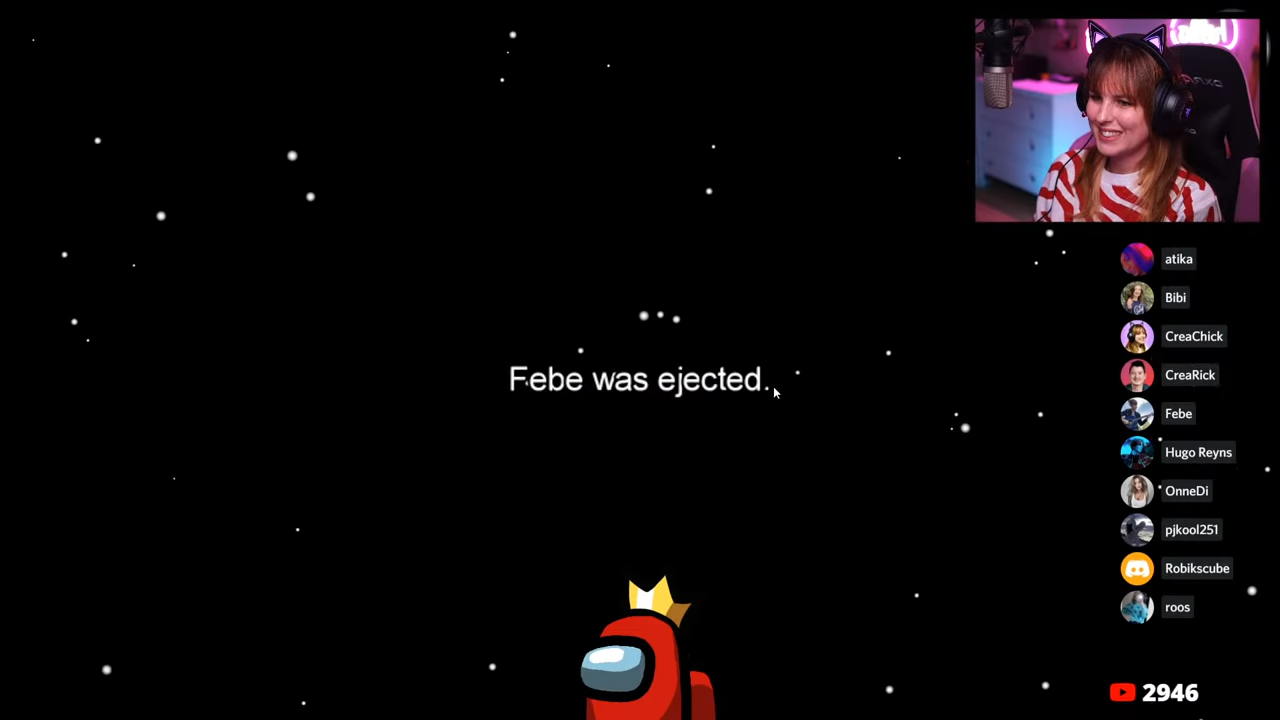 Febe was ejected.
atika
Bibi
CreaChick
CreaRick
Febe
Hugo Reyns
OnneDi
pjkool251
Robikscube
roos
2946